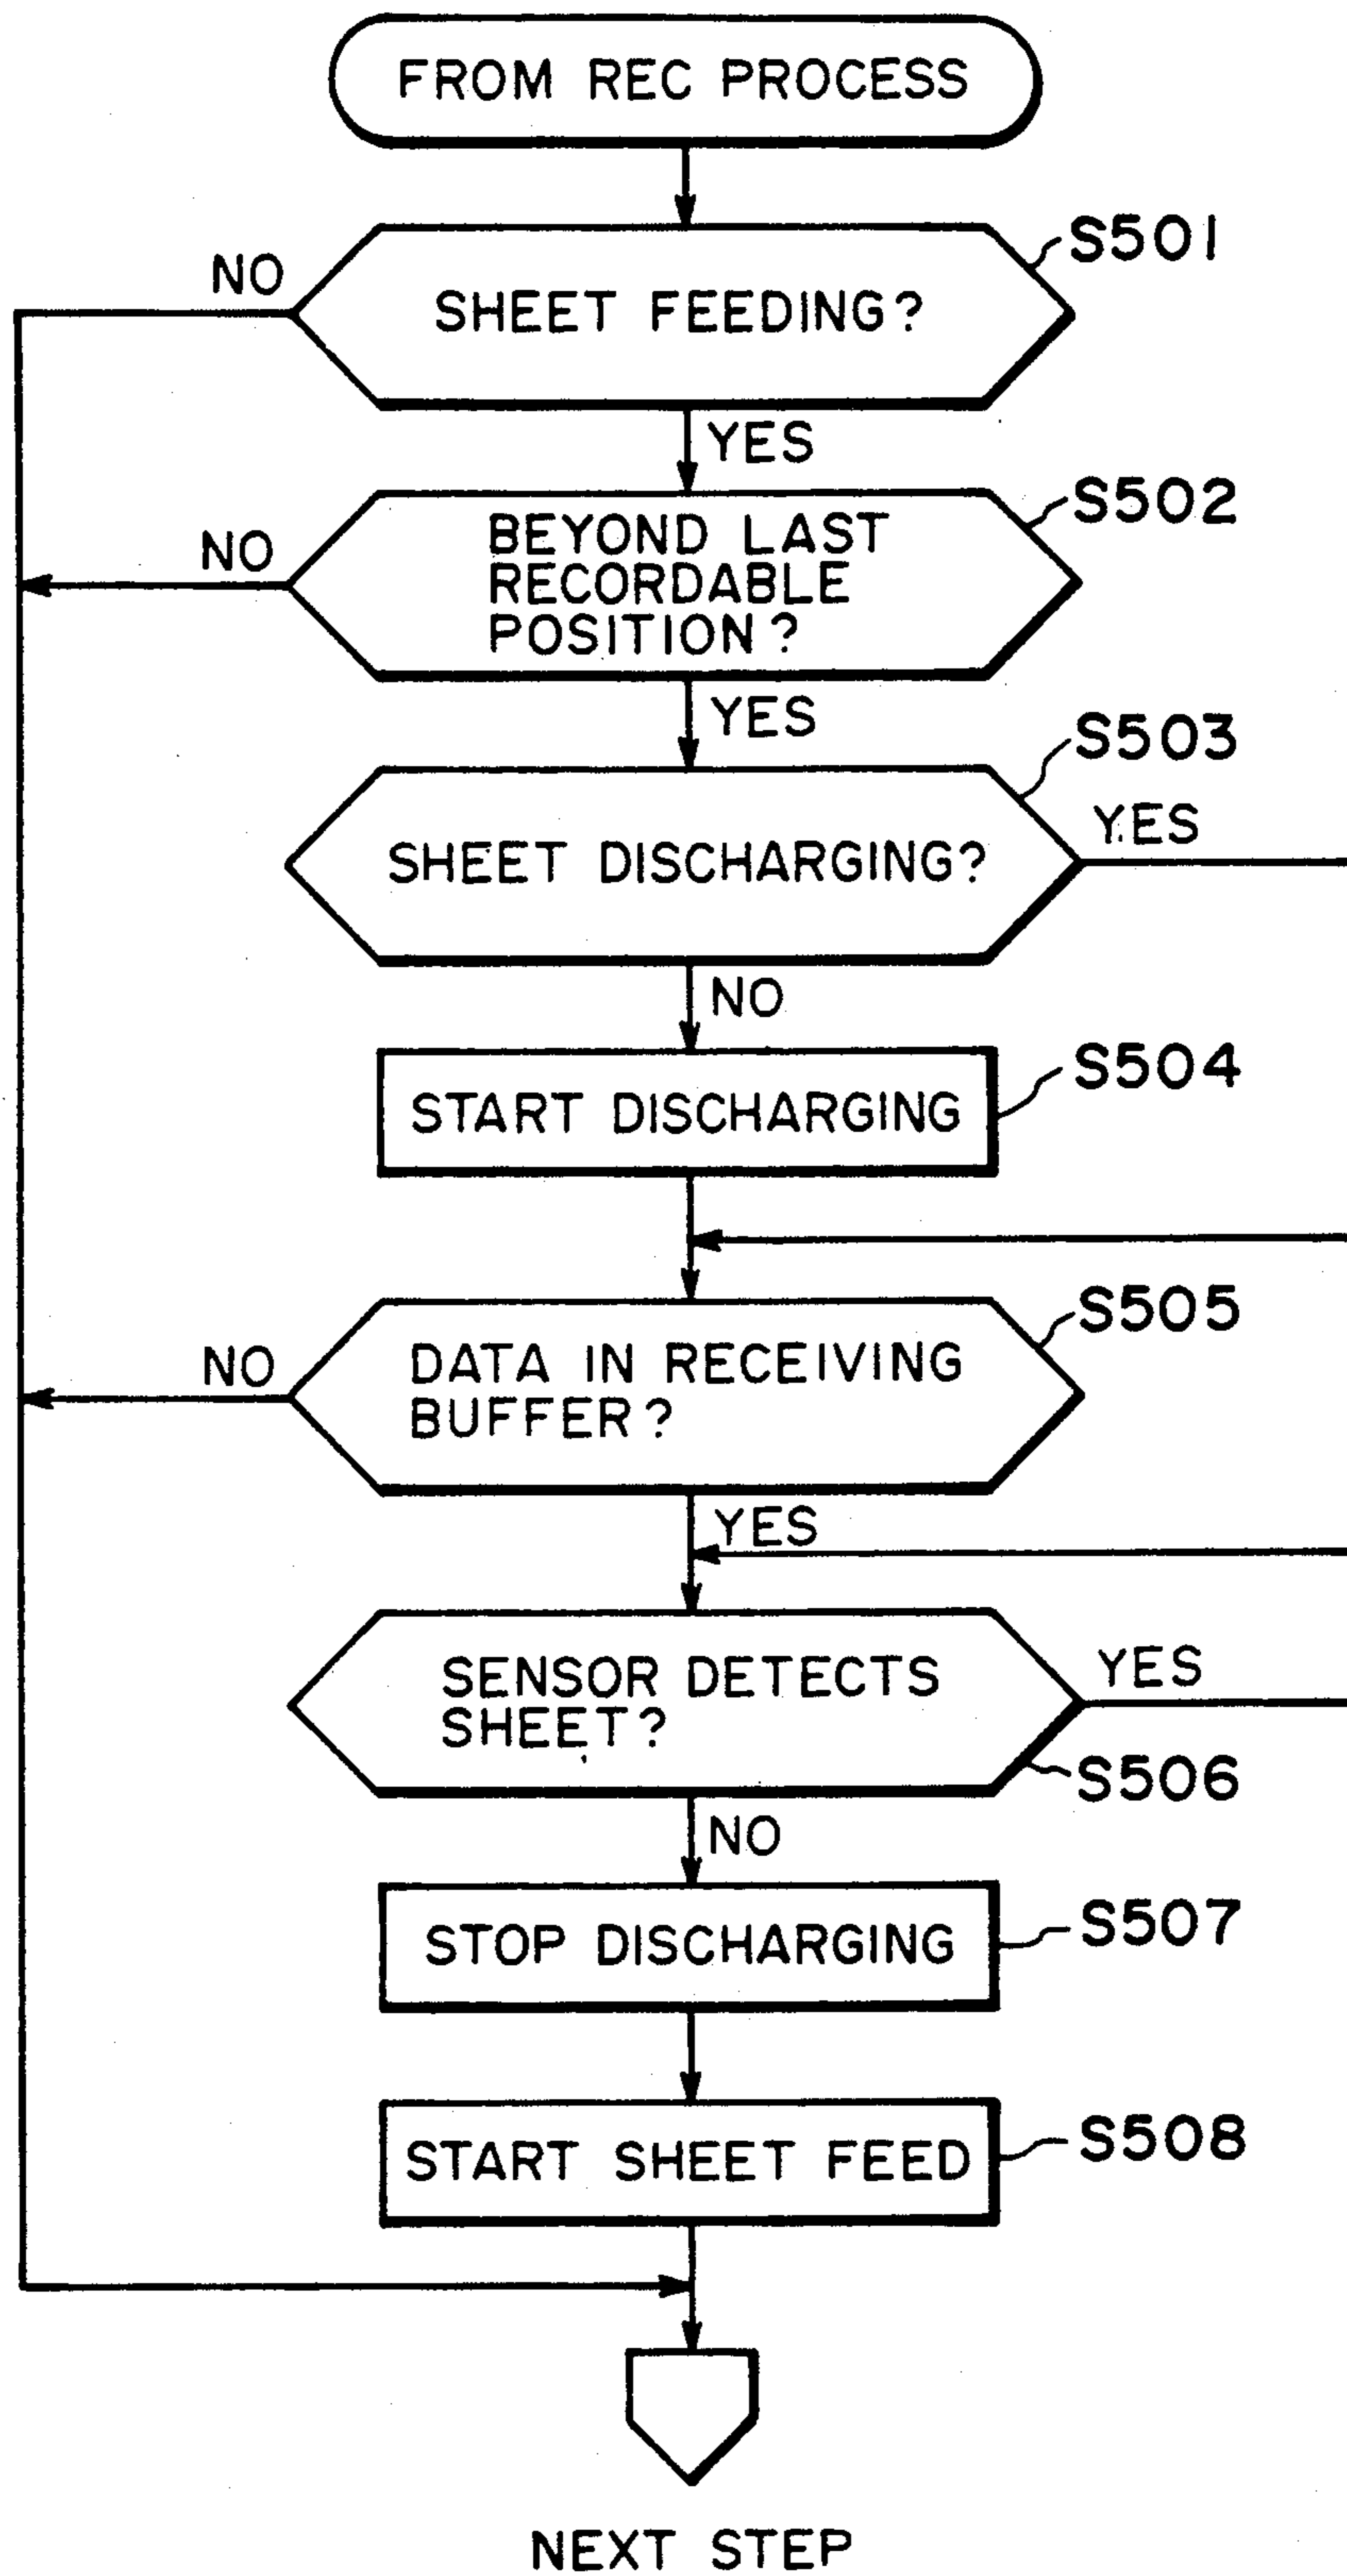 FROM REC PROCESS
S501
NO
SHEET FEEDING?
YES
S502
NO
BEYOND LAST
RECORDABLE
POSITION?
YES
S503
YES
SHEET DISCHARGING?
NO
S504
START DISCHARGING
S505
NO
DATA IN RECEIVING
BUFFER?
YES
YES
SENSOR DETECTS
SHEET?
S506
NO
S507
STOP DISCHARGING
S508
START SHEET FEED
NEXT STEP